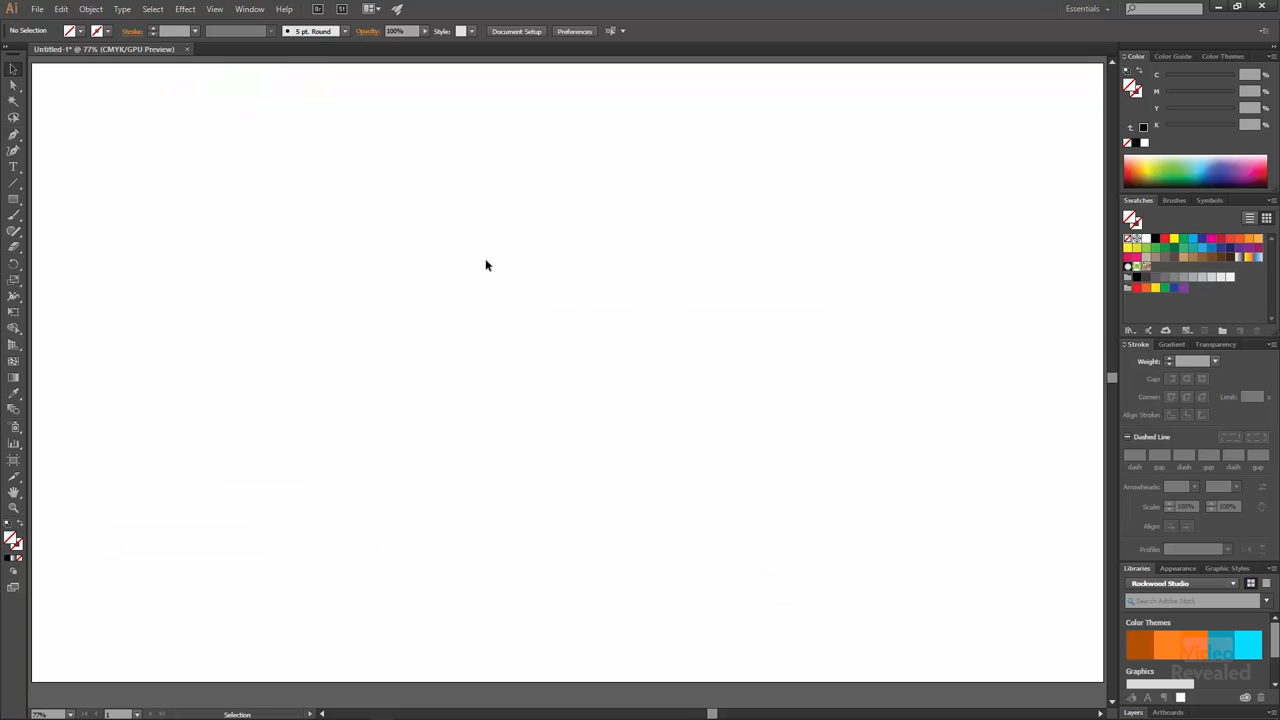 Ai File Edit Object Type Select Effect View Window Help Br St Essentials
No Selection Stroke: 5 pt. Round Opacity: 100% Style: Document Setup Preferences
Untitled-1* @ 77% (CMYK/GPU Preview) ×
Color Color Guide Color Themes
C %
M %
Y %
K %
Swatches Brushes Symbols
Stroke Gradient Transparency
Weight:
Cap:
Corner: Limit: x
Align Stroke:
Dashed Line
dash gap dash gap dash gap
Arrowheads:
Scale: 100% 100%
Align:
Profile:
Libraries Appearance Graphic Styles
Rockwood Studio
Search Adobe Stock
Color Themes
Video
Revealed
Graphics
Layers Artboards
77% 1 Selection